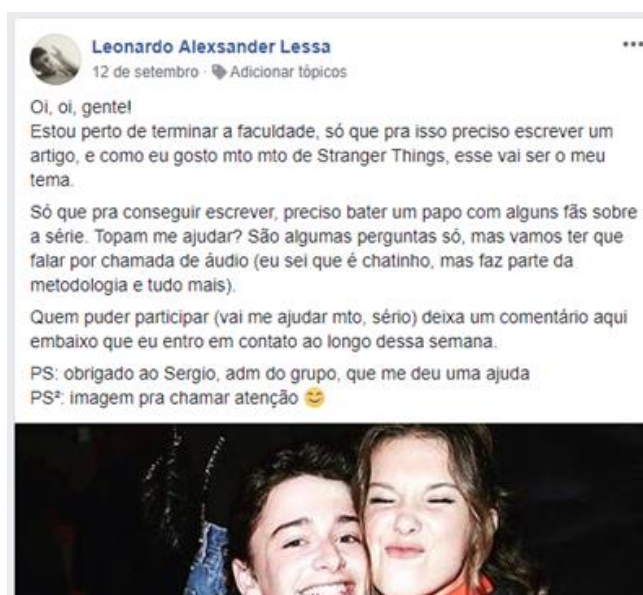 Leonardo Alexsander Lessa
12 de setembro · Adicionar tópicos
Oi, oi, gente!
Estou perto de terminar a faculdade, só que pra isso preciso escrever um
artigo, e como eu gosto mto mto de Stranger Things, esse vai ser o meu
tema.
Só que pra conseguir escrever, preciso bater um papo com alguns fãs sobre
a série. Topam me ajudar? São algumas perguntas só, mas vamos ter que
falar por chamada de áudio (eu sei que é chatinho, mas faz parte da
metodologia e tudo mais).
Quem puder participar (vai me ajudar mto, sério) deixa um comentário aqui
embaixo que eu entro em contato ao longo dessa semana.
PS: obrigado ao Sergio, adm do grupo, que me deu uma ajuda
PS²: imagem pra chamar atenção 😊